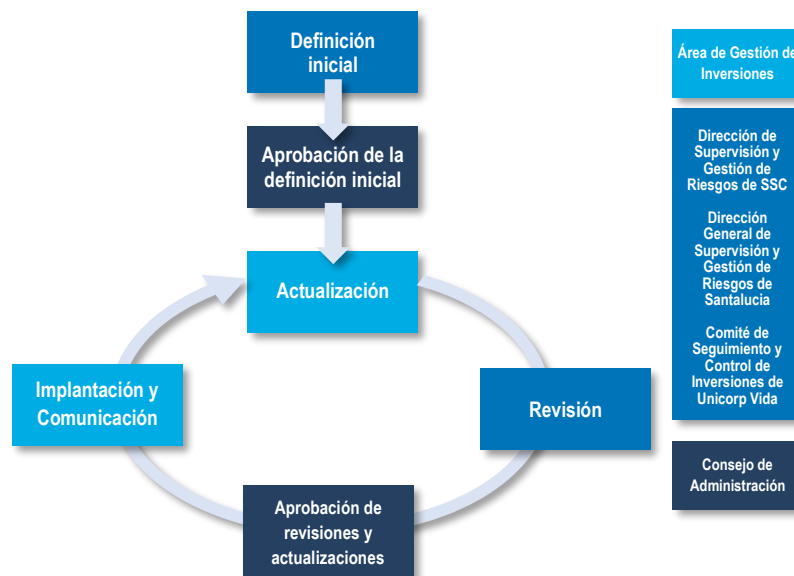 Definición
inicial
Aprobación de la
definición inicial
Actualización
Implantación y
Comunicación
Revisión
Aprobación de
revisiones y
actualizaciones
Área de Gestión de
Inversiones
Dirección de
Supervisión y
Gestión de
Riesgos de SSC
Dirección
General de
Supervisión y
Gestión de
Riesgos de
Santalucia
Comité de
Seguimiento y
Control de
Inversiones de
Unicorp Vida
Consejo de
Administración